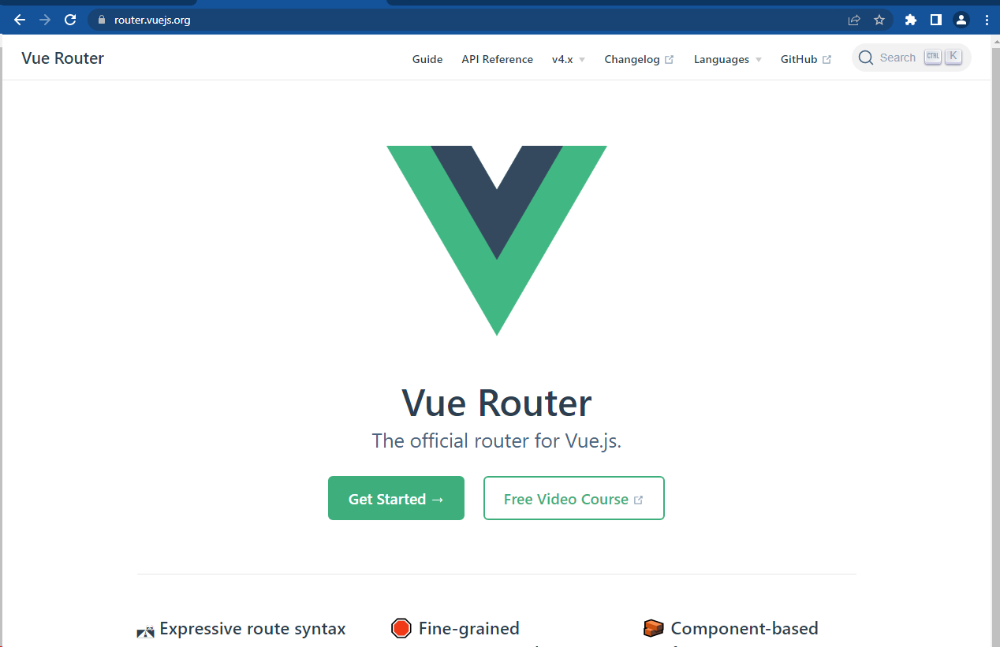 router.vuejs.org
Vue Router
Guide
API Reference
v4.x
Changelog
Languages
GitHub
Search
CTRL
K
Vue Router
The official router for Vue.js.
Get Started →
Free Video Course
Expressive route syntax
Fine-grained
Component-based